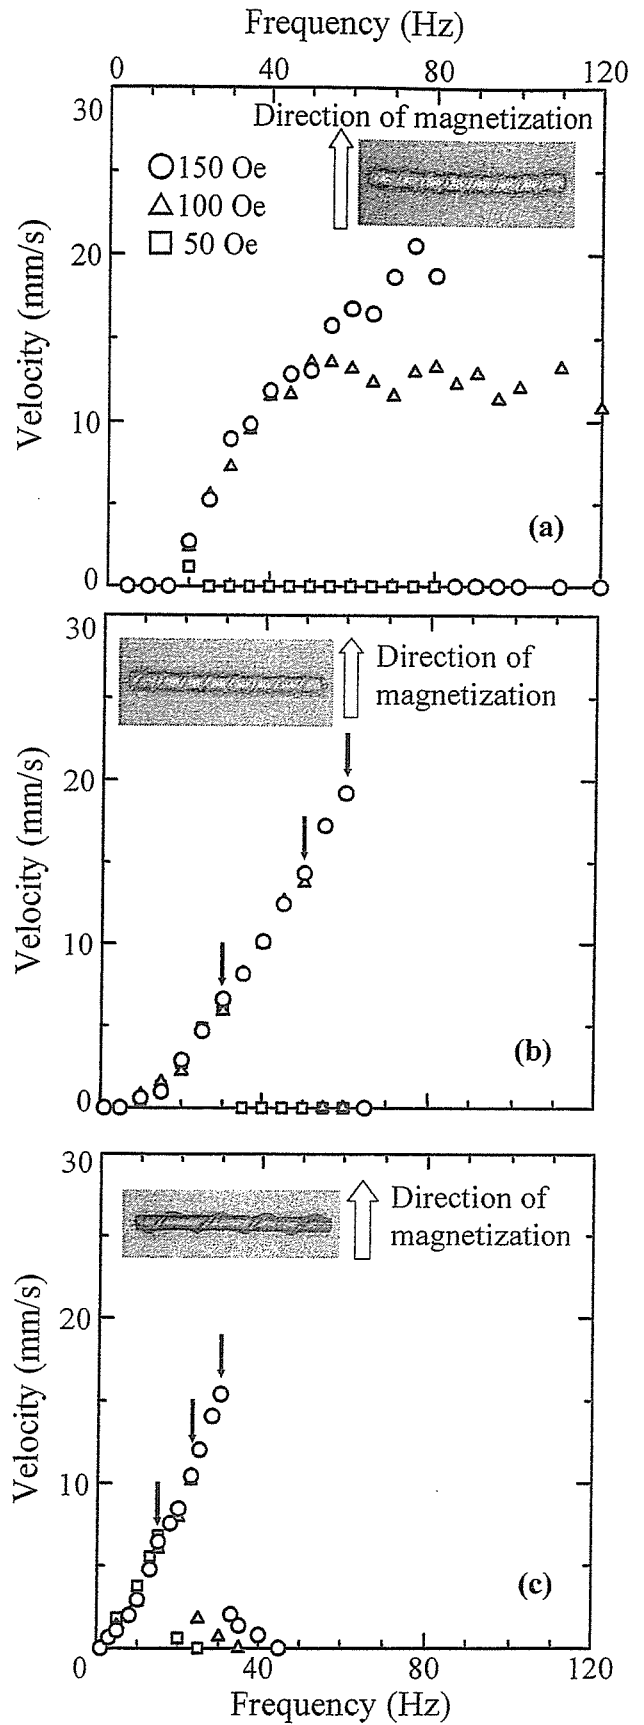 Frequency (Hz)
0 40 80 120
30
20
10
0
Velocity (mm/s)
Direction of magnetization
150 Oe
100 Oe
50 Oe
(a)
30
20
10
0
Velocity (mm/s)
Direction of
magnetization
(b)
30
20
10
0
Velocity (mm/s)
Direction of
magnetization
(c)
40 80 120
Frequency (Hz)